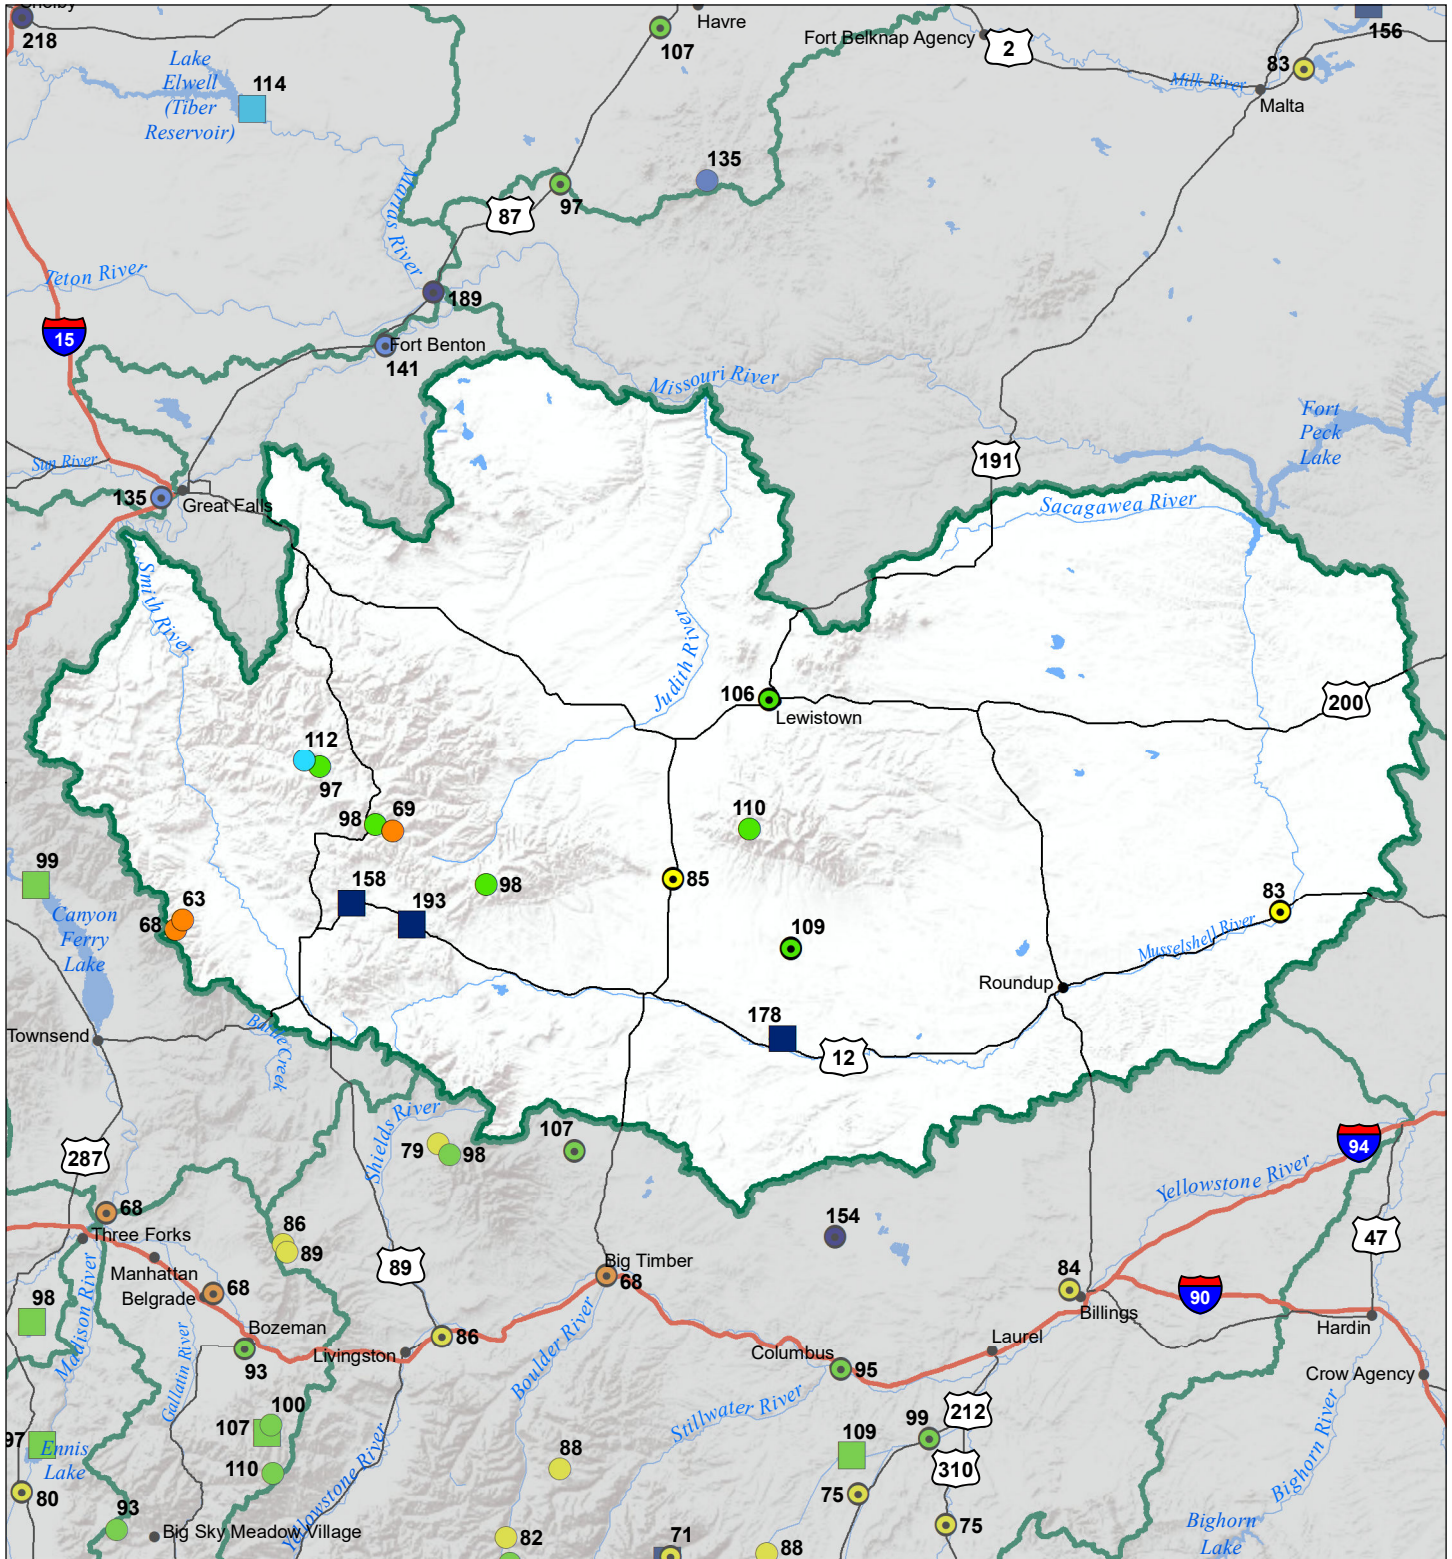 Shelby
218
Lake
Elwell
(Tiber
Reservoir)
114
107
Havre
Fort Belknap Agency
2
156
83
Milk River
Malta
135
97
87
Marias River
Teton River
189
15
Fort Benton
141
Missouri River
Fort
Peck
Lake
191
Sun River
135
Great Falls
Sacagawea River
Smith River
Judith River
106
Lewistown
200
112
97
98
69
110
99
85
98
158
193
83
63
68
Canyon
Ferry
Lake
109
Musselshell River
Roundup
178
12
Townsend
Battle Creek
Shields River
79
98
107
287
94
68
Three Forks
86
89
154
Yellowstone River
47
Manhattan
Belgrade
68
89
Big Timber
68
84
90
Billings
98
Madison River
Bozeman
93
Gallatin River
Livingston
86
Boulder River
Columbus
95
Laurel
Hardin
Crow Agency
100
107
110
97
Ennis
Lake
80
93
Big Sky Meadow Village
Yellowstone River
88
82
71
88
Stillwater River
109
99
212
310
75
75
Bighorn River
Bighorn
Lake